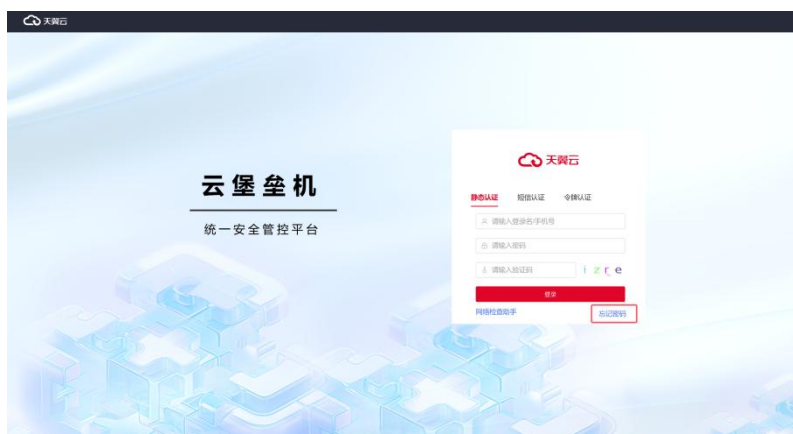 天翼云
天翼云
云堡垒机
统一安全管控平台
静态认证 短信认证 令牌认证
请输入登录名/手机号
请输入密码
请输入验证码 i z r e
登录
网络检查助手 忘记密码